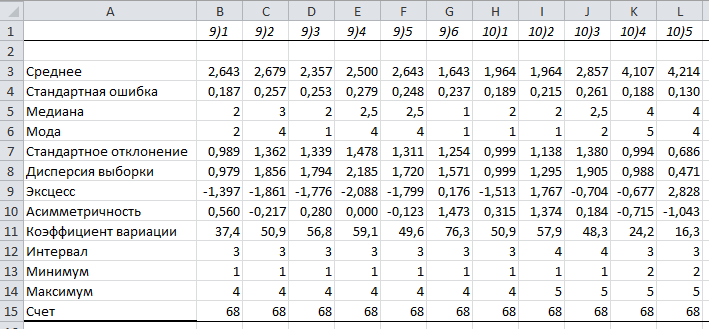 A B C D E F G H I J K L
1 9)1 9)2 9)3 9)4 9)5 9)6 10)1 10)2 10)3 10)4 10)5
2
3 Среднее 2,643 2,679 2,357 2,500 2,643 1,643 1,964 1,964 2,857 4,107 4,214
4 Стандартная ошибка 0,187 0,257 0,253 0,279 0,248 0,237 0,189 0,215 0,261 0,188 0,130
5 Медиана 2 3 2 2,5 2,5 1 2 2 2,5 4 4
6 Мода 2 4 1 4 4 1 1 1 2 5 4
7 Стандартное отклонение 0,989 1,362 1,339 1,478 1,311 1,254 0,999 1,138 1,380 0,994 0,686
8 Дисперсия выборки 0,979 1,856 1,794 2,185 1,720 1,571 0,999 1,295 1,905 0,988 0,471
9 Эксцесс -1,397 -1,861 -1,776 -2,088 -1,799 0,176 -1,513 1,767 -0,704 -0,677 2,828
10 Асимметричность 0,560 -0,217 0,280 0,000 -0,123 1,473 0,315 1,374 0,184 -0,715 -1,043
11 Коэффициент вариации 37,4 50,9 56,8 59,1 49,6 76,3 50,9 57,9 48,3 24,2 16,3
12 Интервал 3 3 3 3 3 3 3 4 4 3 3
13 Минимум 1 1 1 1 1 1 1 1 1 2 2
14 Максимум 4 4 4 4 4 4 4 5 5 5 5
15 Счет 68 68 68 68 68 68 68 68 68 68 68